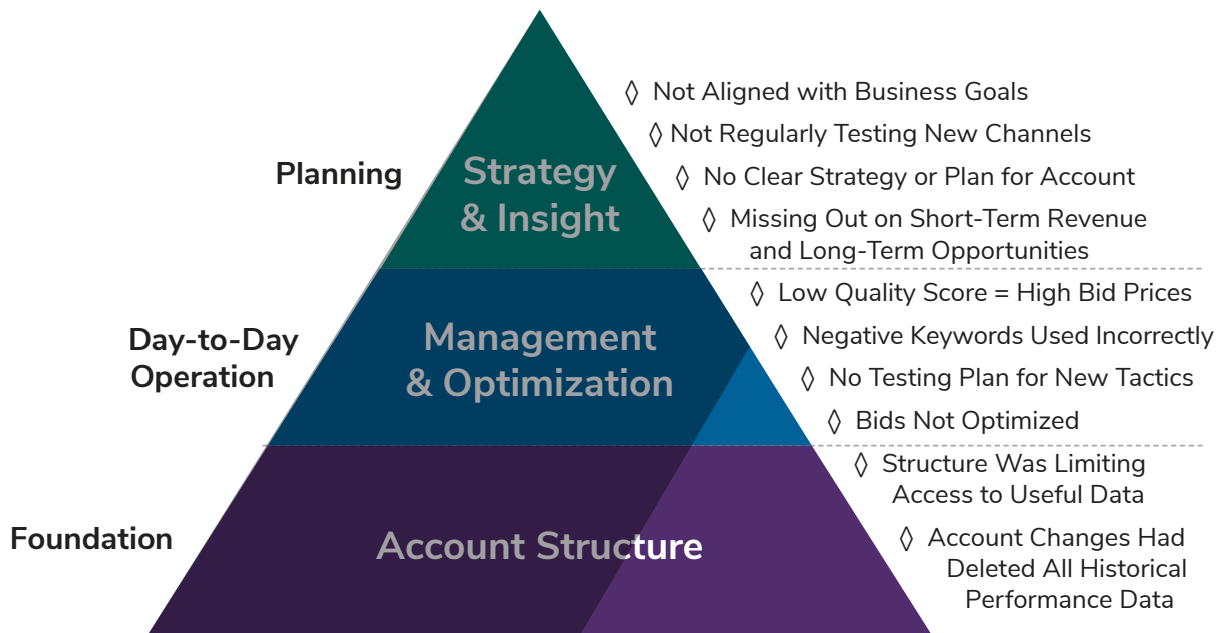 Planning
Strategy
& Insight
◊ Not Aligned with Business Goals
◊ Not Regularly Testing New Channels
◊ No Clear Strategy or Plan for Account
◊ Missing Out on Short-Term Revenue
and Long-Term Opportunities
Day-to-Day
Operation
Management
& Optimization
◊ Low Quality Score = High Bid Prices
◊ Negative Keywords Used Incorrectly
◊ No Testing Plan for New Tactics
◊ Bids Not Optimized
Foundation
Account Structure
◊ Structure Was Limiting
Access to Useful Data
◊ Account Changes Had
Deleted All Historical
Performance Data